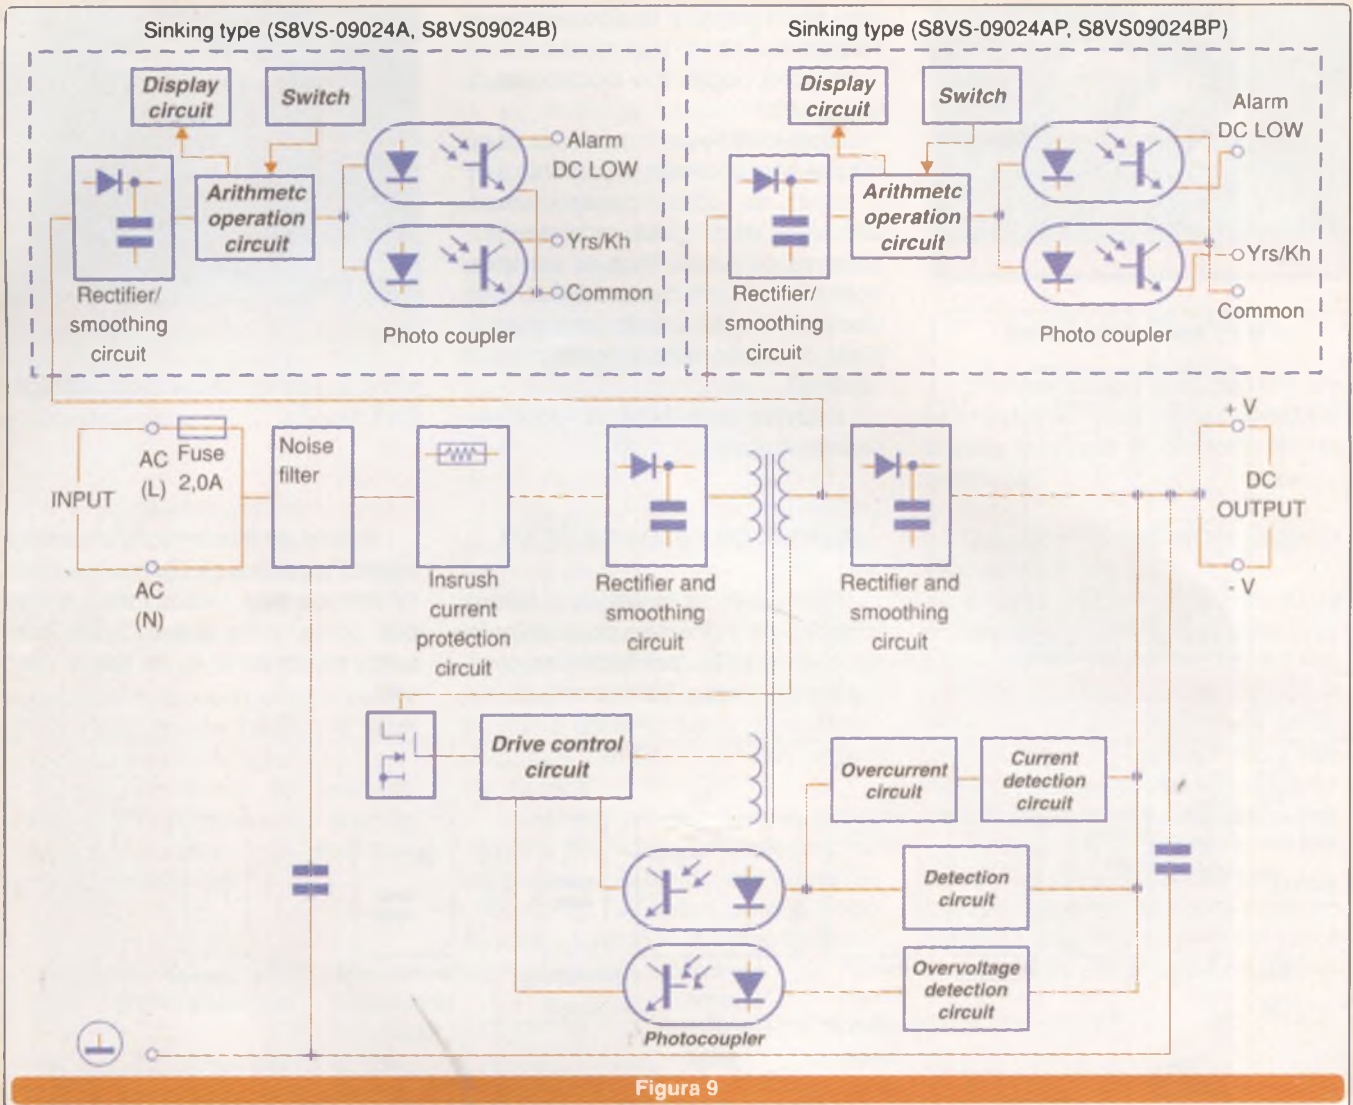 Sinking type (S8VS-09024A, S8VS09024B)
Display
circuit
Switch
Arithmetc
operation
circuit
Rectifier/
smoothing
circuit
Photo coupler
Alarm
DC LOW
Yrs/Kh
Common
Sinking type (S8VS-09024AP, S8VS09024BP)
Display
circuit
Switch
Arithmetc
operation
circuit
Rectifier/
smoothing
circuit
Photo coupler
Alarm
DC LOW
Yrs/Kh
Common
INPUT
AC
(L)
Fuse
2,0A
AC
(N)
Noise
filter
Insrush
current
protection
circuit
Rectifier and
smoothing
circuit
Rectifier and
smoothing
circuit
+ V
DC
OUTPUT
- V
Drive control
circuit
Overcurrent
circuit
Current
detection
circuit
Detection
circuit
Overvoltage
detection
circuit
Photocoupler
Figura 9